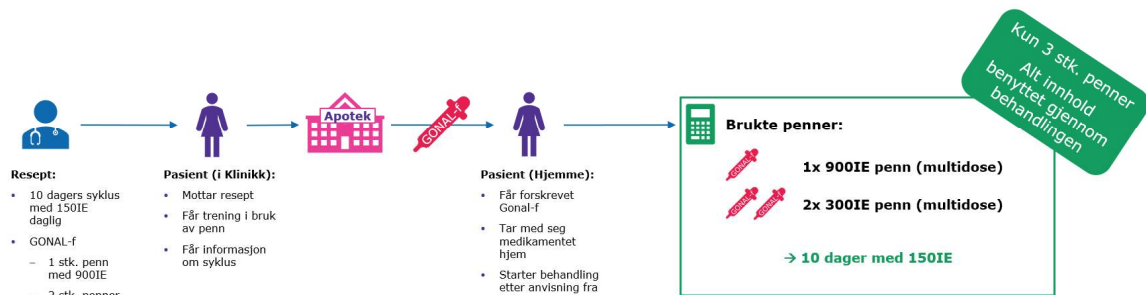 Kun 3 stk. penner
Alt innhold
benyttet gjennom
behandlingen
Apotek
GONAL-f
Brukte penner:
GONAL-f
1x 900IE penn (multidose)
GONAL-f GONAL-f
2x 300IE penn (multidose)
→ 10 dager med 150IE
Resept:
• 10 dagers syklus
med 150IE
daglig
• GONAL-f
– 1 stk. penn
med 900IE
– 2 stk. penner
Pasient (i Klinikk):
• Mottar resept
• Får trening i bruk
av penn
• Får informasjon
om syklus
Pasient (Hjemme):
• Får forskrevet
Gonal-f
• Tar med seg
medikamentet
hjem
• Starter behandling
etter anvisning fra